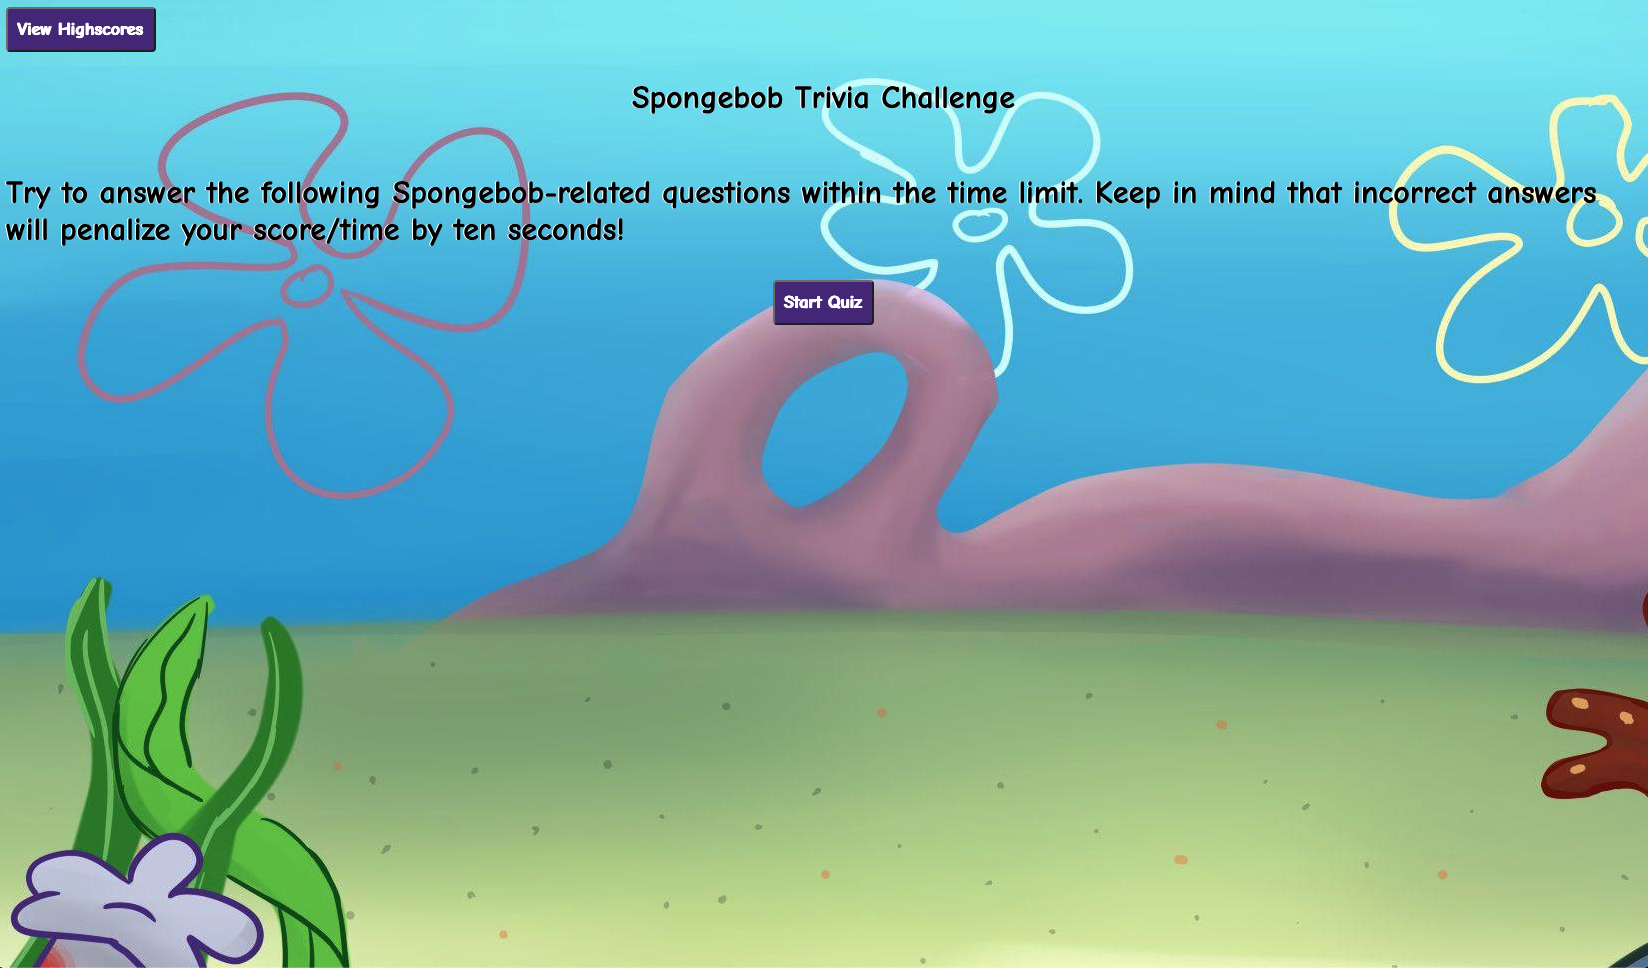 View Highscores
Spongebob Trivia Challenge
Try to answer the following Spongebob-related questions within the time limit. Keep in mind that incorrect answers
will penalize your score/time by ten seconds!
Start Quiz